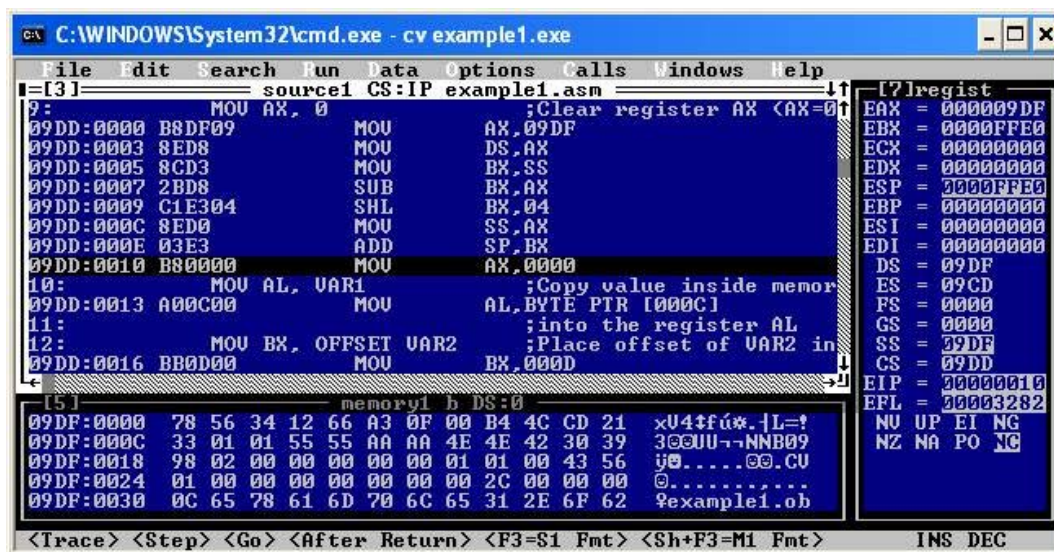 C:\WINDOWS\System32\cmd.exe - cv example1.exe
File Edit Search Run Data Options Calls Windows Help
[3] source1 CS:IP example1.asm
9: MOV AX, 0 ;Clear register AX (AX=0
09DD:0000 B8DF09 MOV AX,09DF
09DD:0003 8ED8 MOV DS,AX
09DD:0005 8CD3 MOV BX,SS
09DD:0007 2BD8 SUB BX,AX
09DD:0009 C1E304 SHL BX,04
09DD:000C 8ED0 MOV SS,AX
09DD:000E 03E3 ADD SP,BX
09DD:0010 B80000 MOV AX,0000
10: MOV AL, VAR1 ;Copy value inside memor
09DD:0013 A00C00 MOV AL,BYTE PTR [000C]
11: ;into the register AL
12: MOV BX, OFFSET VAR2 ;Place offset of VAR2 in
09DD:0016 BB0D00 MOV BX,000D
[5] memory1 b DS:0
09DF:0000 78 56 34 12 66 A3 0F 00 B4 4C CD 21 xV4‡fú*.┤L=!
09DF:000C 33 01 01 55 55 AA AA 4E 4E 42 30 39 3☺☺UU¬¬NNB09
09DF:0018 98 02 00 00 00 00 00 01 01 00 43 56 ÿ☻.....☺☺.CV
09DF:0024 01 00 00 00 00 00 00 00 2C 00 00 00 ☺.......,...
09DF:0030 0C 65 78 61 6D 70 6C 65 31 2E 6F 62 ♀example1.ob
[7]regist
EAX = 000009DF
EBX = 0000FFE0
ECX = 00000000
EDX = 00000000
ESP = 0000FFE0
EBP = 00000000
ESI = 00000000
EDI = 00000000
DS = 09DF
ES = 09CD
FS = 0000
GS = 0000
SS = 09DF
CS = 09DD
EIP = 00000010
EFL = 00003282
NV UP EI NG
NZ NA PO NC
<Trace> <Step> <Go> <After Return> <F3=S1 Fmt> <Sh+F3=M1 Fmt> INS DEC